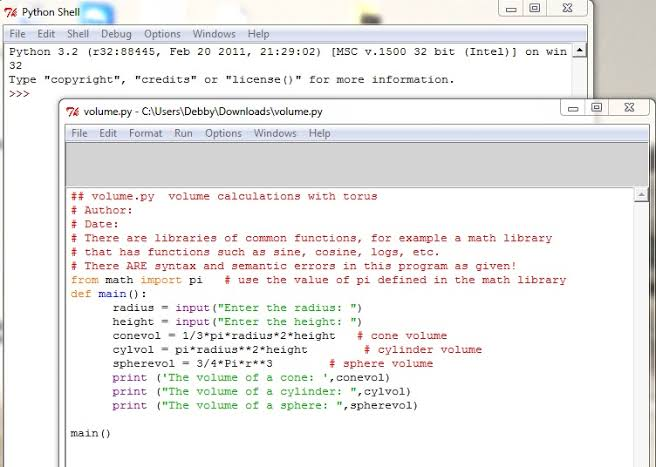 Python Shell
File Edit Shell Debug Options Windows Help
Python 3.2 (r32:88445, Feb 20 2011, 21:29:02) [MSC v.1500 32 bit (Intel)] on win
32
Type "copyright", "credits" or "license()" for more information.
>>>
volume.py - C:\Users\Debby\Downloads\volume.py
File Edit Format Run Options Windows Help
## volume.py  volume calculations with torus
# Author:
# Date:
# There are libraries of common functions, for example a math library
# that has functions such as sine, cosine, logs, etc.
# There ARE syntax and semantic errors in this program as given!
from math import pi   # use the value of pi defined in the math library
def main():
      radius = input("Enter the radius: ")
      height = input("Enter the height: ")
      conevol = 1/3*pi*radius*2*height   # cone volume
      cylvol = pi*radius**2*height        # cylinder volume
      spherevol = 3/4*Pi*r**3        # sphere volume
      print ('The volume of a cone: ',conevol)
      print ("The volume of a cylinder: ",cylvol)
      print ("The volume of a sphere: ",spherevol)
main()